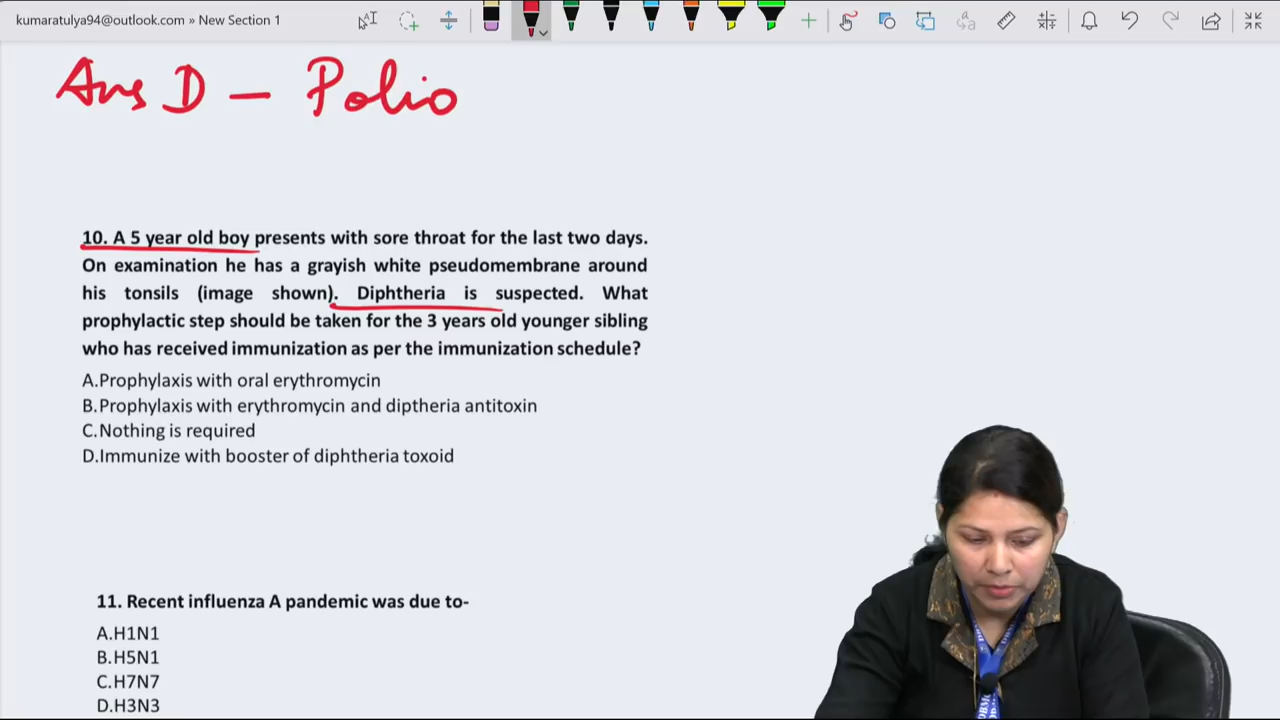 kumaratulya94@outlook.com » New Section 1
Ans D – Polio
10. A 5 year old boy presents with sore throat for the last two days.
On examination he has a grayish white pseudomembrane around
his tonsils (image shown). Diphtheria is suspected. What
prophylactic step should be taken for the 3 years old younger sibling
who has received immunization as per the immunization schedule?
A.Prophylaxis with oral erythromycin
B.Prophylaxis with erythromycin and diptheria antitoxin
C.Nothing is required
D.Immunize with booster of diphtheria toxoid
11. Recent influenza A pandemic was due to-
A.H1N1
B.H5N1
C.H7N7
D.H3N3